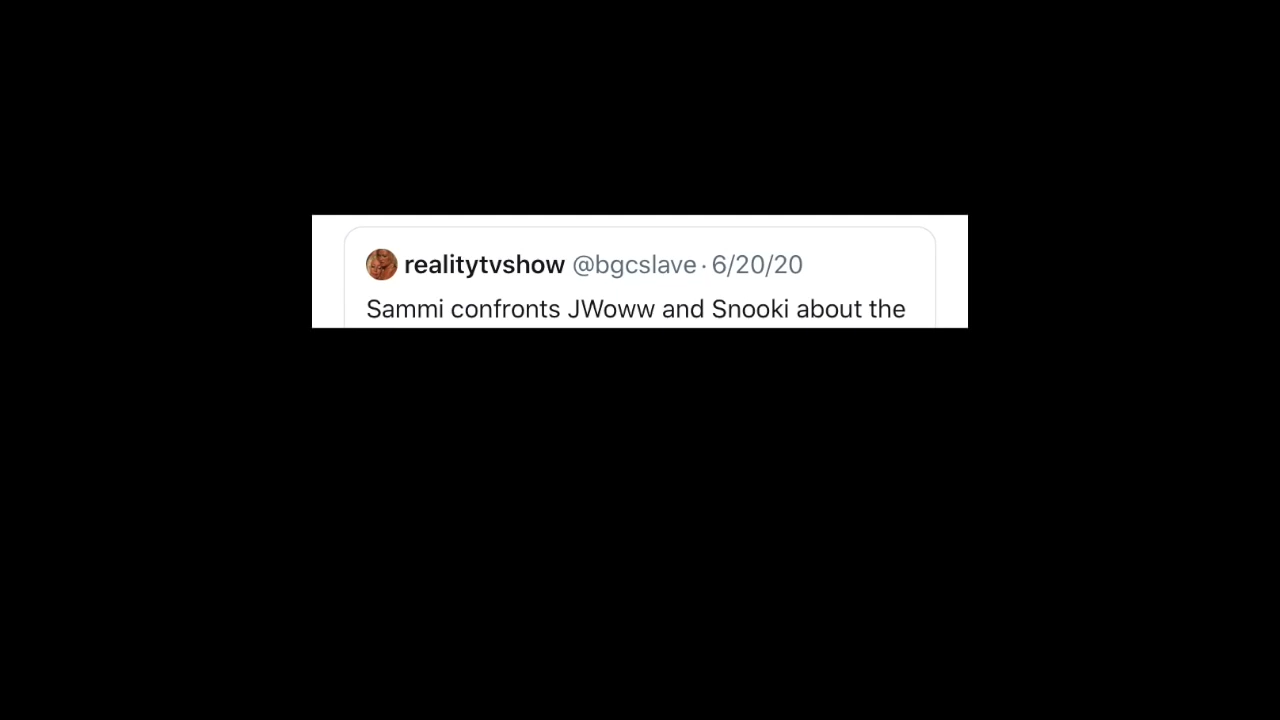 realitytvshow @bgcslave · 6/20/20
Sammi confronts JWoww and Snooki about the